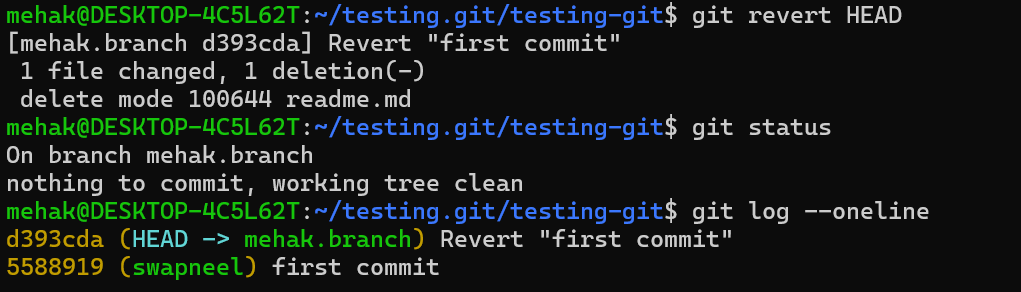 mehak@DESKTOP-4C5L62T:~/testing.git/testing-git$ git revert HEAD
[mehak.branch d393cda] Revert "first commit"
 1 file changed, 1 deletion(-)
 delete mode 100644 readme.md
mehak@DESKTOP-4C5L62T:~/testing.git/testing-git$ git status
On branch mehak.branch
nothing to commit, working tree clean
mehak@DESKTOP-4C5L62T:~/testing.git/testing-git$ git log --oneline
d393cda (HEAD -> mehak.branch) Revert "first commit"
5588919 (swapneel) first commit